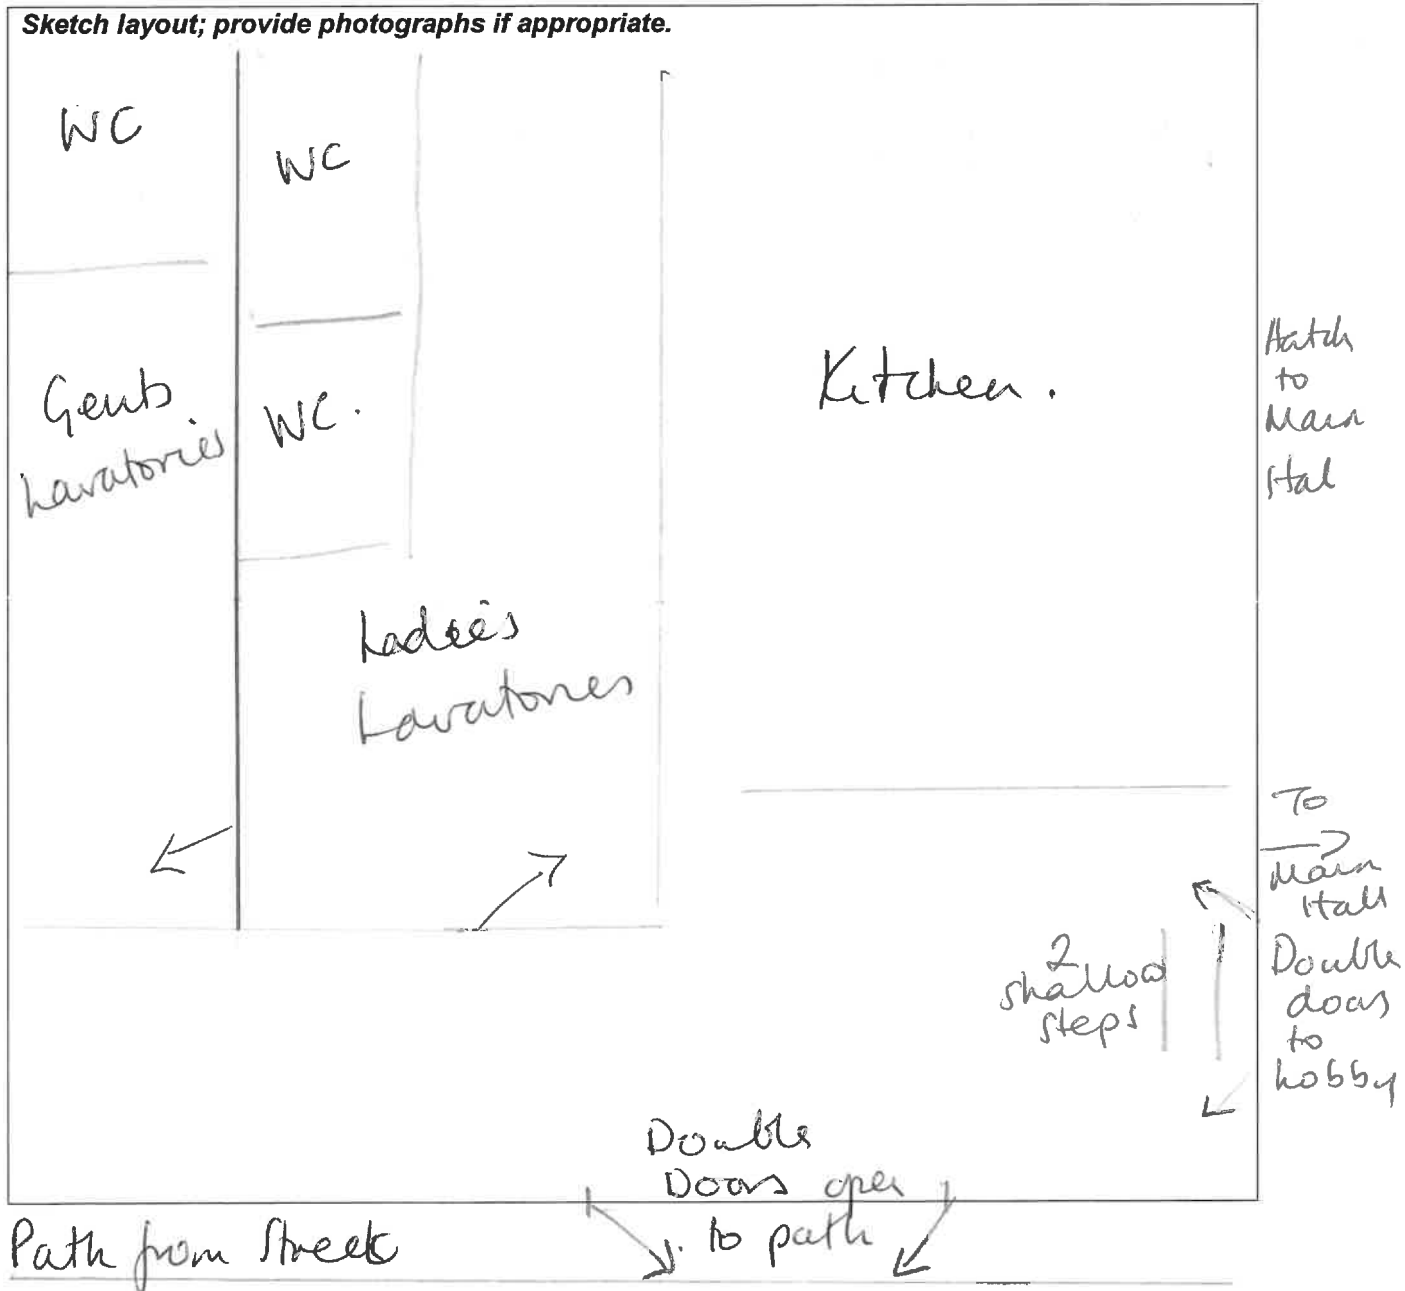 Sketch layout; provide photographs if appropriate.
WC
WC
Gents
Lavatories
WC.
Kitchen.
Hatch
to
Main
Hal
Ladies
Lavatories
To
Main
Hall
2
shallow
steps
Double
doors
to
Lobby
Double
Doors open
to path
Path from Street